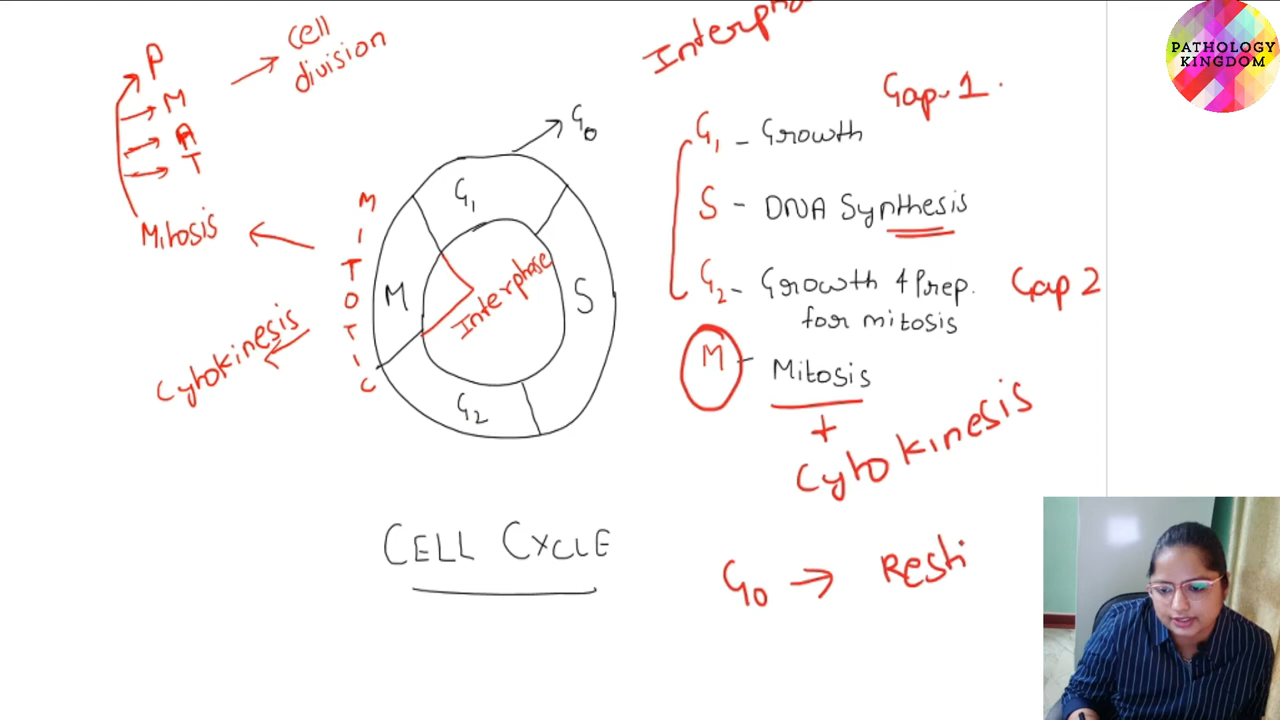 PATHOLOGY
KINGDOM
P
M
A
T
Mitosis
cell
division
Cytokinesis
MITOTIC
G0
G1
S
G2
M
Interphase
CELL CYCLE
Interpha
G1 - Growth
Gap-1.
S - DNA Synthesis
G2 - Growth & Prep.
for mitosis
Gap 2
M - Mitosis
+
Cytokinesis
G0 → Resti